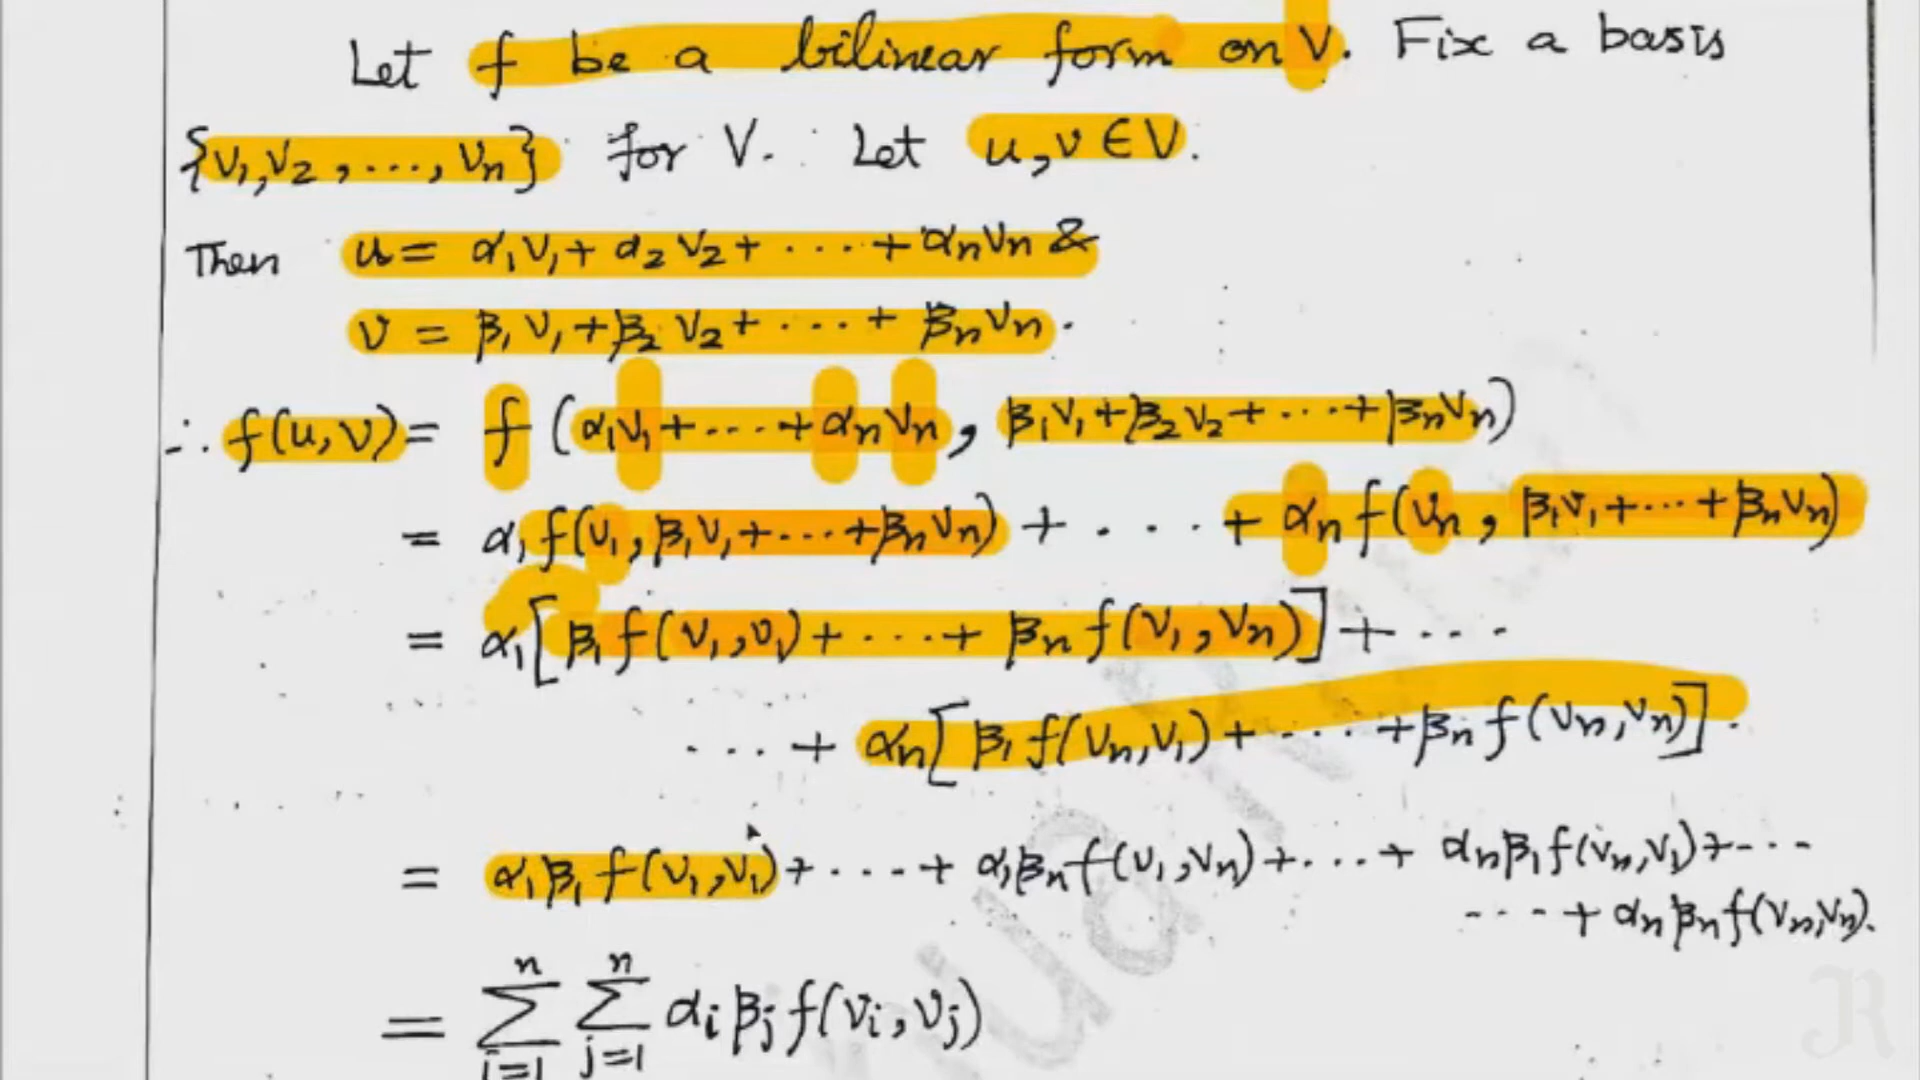 Let f be a bilinear form on V. Fix a basis
{v₁,v₂,...,vₙ} for V. Let u,v∈V.
Then u= α₁v₁+ α₂v₂+ ....+αₙvₙ &
v = β₁v₁+β₂v₂+....+ βₙvₙ.
∴ f(u,v)= f (α₁v₁+...+αₙvₙ, β₁v₁+β₂v₂+...+βₙvₙ)
= α₁f(v₁,β₁v₁+...+βₙvₙ) + .... + αₙf(vₙ, β₁v₁+...+βₙvₙ)
= α₁[β₁f(v₁,v₁)+....+ βₙf(v₁,vₙ)]+...
...+ αₙ[β₁f(vₙ,v₁)+....+βₙf(vₙ,vₙ)].
= α₁β₁f(v₁,v₁)+....+ α₁βₙf(v₁,vₙ)+...+ αₙβ₁f(vₙ,v₁)+...
....+ αₙβₙf(vₙ,vₙ).
= ∑ⁿᵢ₌₁ ∑ⁿⱼ₌₁ αᵢβⱼf(vᵢ,vⱼ)